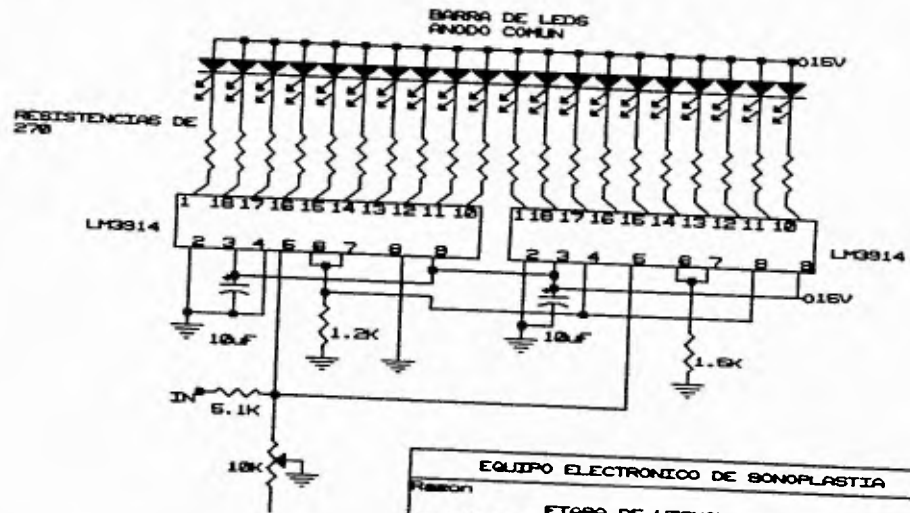 BARRA DE LEDS
ANODO COMUN
O15V
RESISTENCIAS DE
270
1 18 17 16 15 14 13 12 11 10
1 18 17 16 15 14 13 12 11 10
LM3914
2 3 4 5 6 7 8 9
2 3 4 5 6 7 8 9
LM3914
O15V
10uF
1.2K
10uF
1.5K
IN
5.1K
10K
EQUIPO ELECTRONICO DE SONOPLASTIA
ETAPA DE